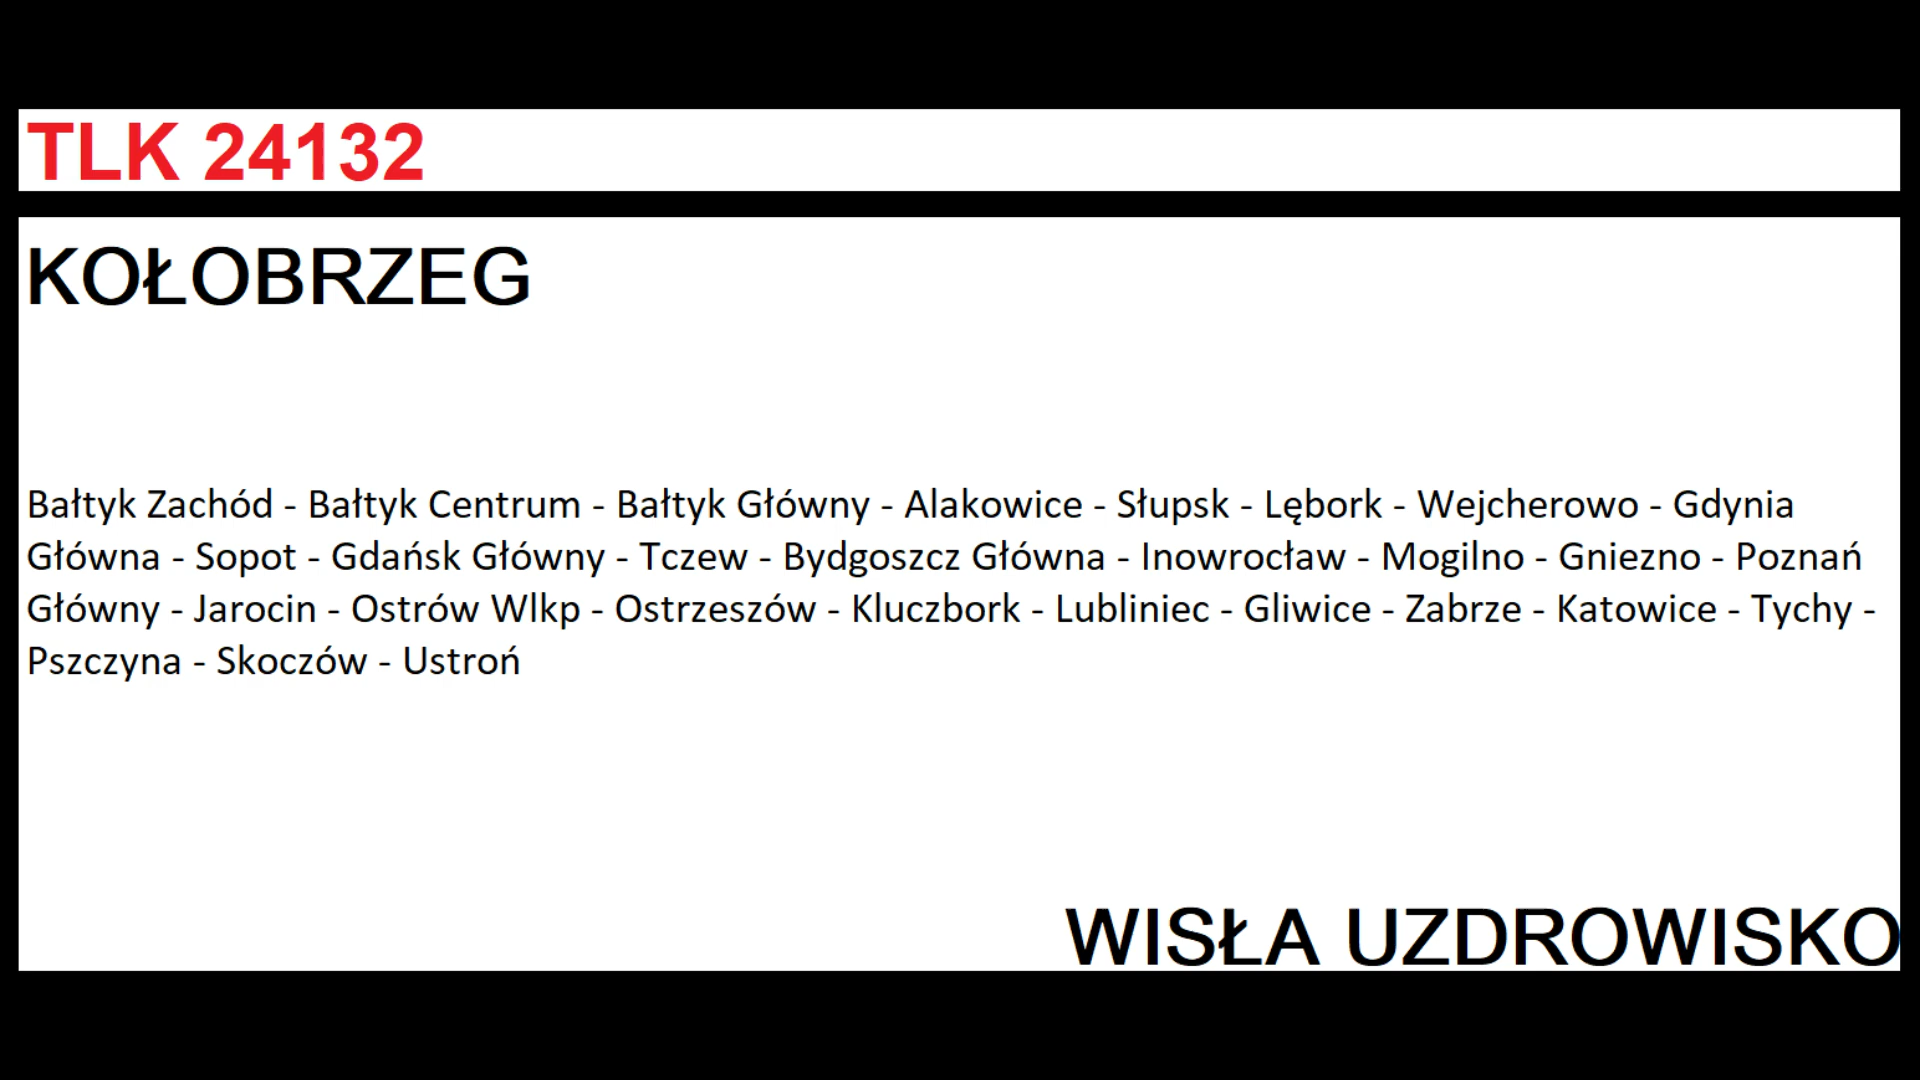 TLK 24132
KOŁOBRZEG
Bałtyk Zachód - Bałtyk Centrum - Bałtyk Główny - Alakowice - Słupsk - Lębork - Wejcherowo - Gdynia
Główna - Sopot - Gdańsk Główny - Tczew - Bydgoszcz Główna - Inowrocław - Mogilno - Gniezno - Poznań
Główny - Jarocin - Ostrów Wlkp - Ostrzeszów - Kluczbork - Lubliniec - Gliwice - Zabrze - Katowice - Tychy -
Pszczyna - Skoczów - Ustroń
WISŁA UZDROWISKO